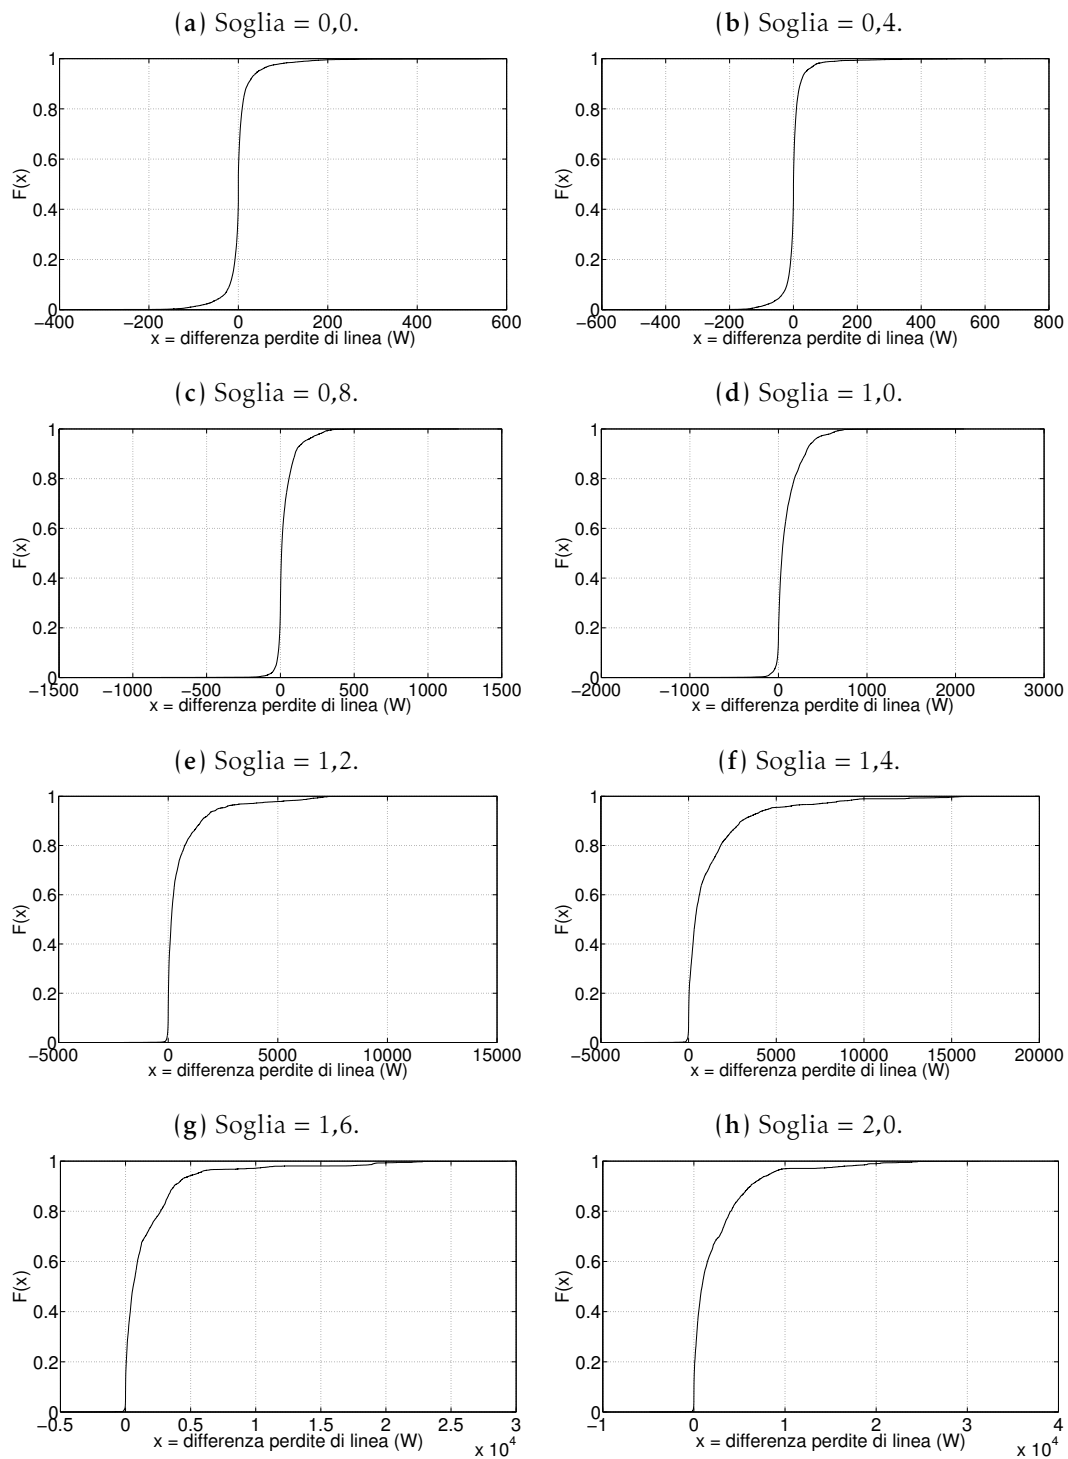 (a) Soglia = 0,0.
1
0.8
0.6
0.4
0.2
0
F(x)
−400 −200 0 200 400 600
x = differenza perdite di linea (W)
(b) Soglia = 0,4.
1
0.8
0.6
0.4
0.2
0
F(x)
−600 −400 −200 0 200 400 600 800
x = differenza perdite di linea (W)
(c) Soglia = 0,8.
1
0.8
0.6
0.4
0.2
0
F(x)
−1500 −1000 −500 0 500 1000 1500
x = differenza perdite di linea (W)
(d) Soglia = 1,0.
1
0.8
0.6
0.4
0.2
0
F(x)
−2000 −1000 0 1000 2000 3000
x = differenza perdite di linea (W)
(e) Soglia = 1,2.
1
0.8
0.6
0.4
0.2
0
F(x)
−5000 0 5000 10000 15000
x = differenza perdite di linea (W)
(f) Soglia = 1,4.
1
0.8
0.6
0.4
0.2
0
F(x)
−5000 0 5000 10000 15000 20000
x = differenza perdite di linea (W)
(g) Soglia = 1,6.
1
0.8
0.6
0.4
0.2
0
F(x)
−0.5 0 0.5 1 1.5 2 2.5 3
x = differenza perdite di linea (W)
x 10⁴
(h) Soglia = 2,0.
1
0.8
0.6
0.4
0.2
0
F(x)
−1 0 1 2 3 4
x = differenza perdite di linea (W)
x 10⁴